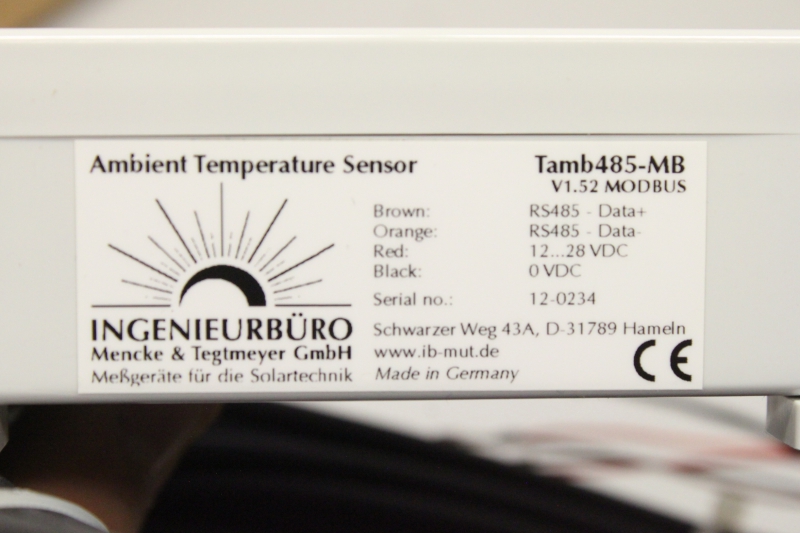 Ambient Temperature Sensor
Tamb485-MB
V1.52 MODBUS
Brown: RS485 - Data+
Orange: RS485 - Data-
Red: 12...28 VDC
Black: 0 VDC
Serial no.: 12-0234
INGENIEURBÜRO
Mencke & Tegtmeyer GmbH
Meßgeräte für die Solartechnik
Schwarzer Weg 43A, D-31789 Hameln
www.ib-mut.de
Made in Germany
CE